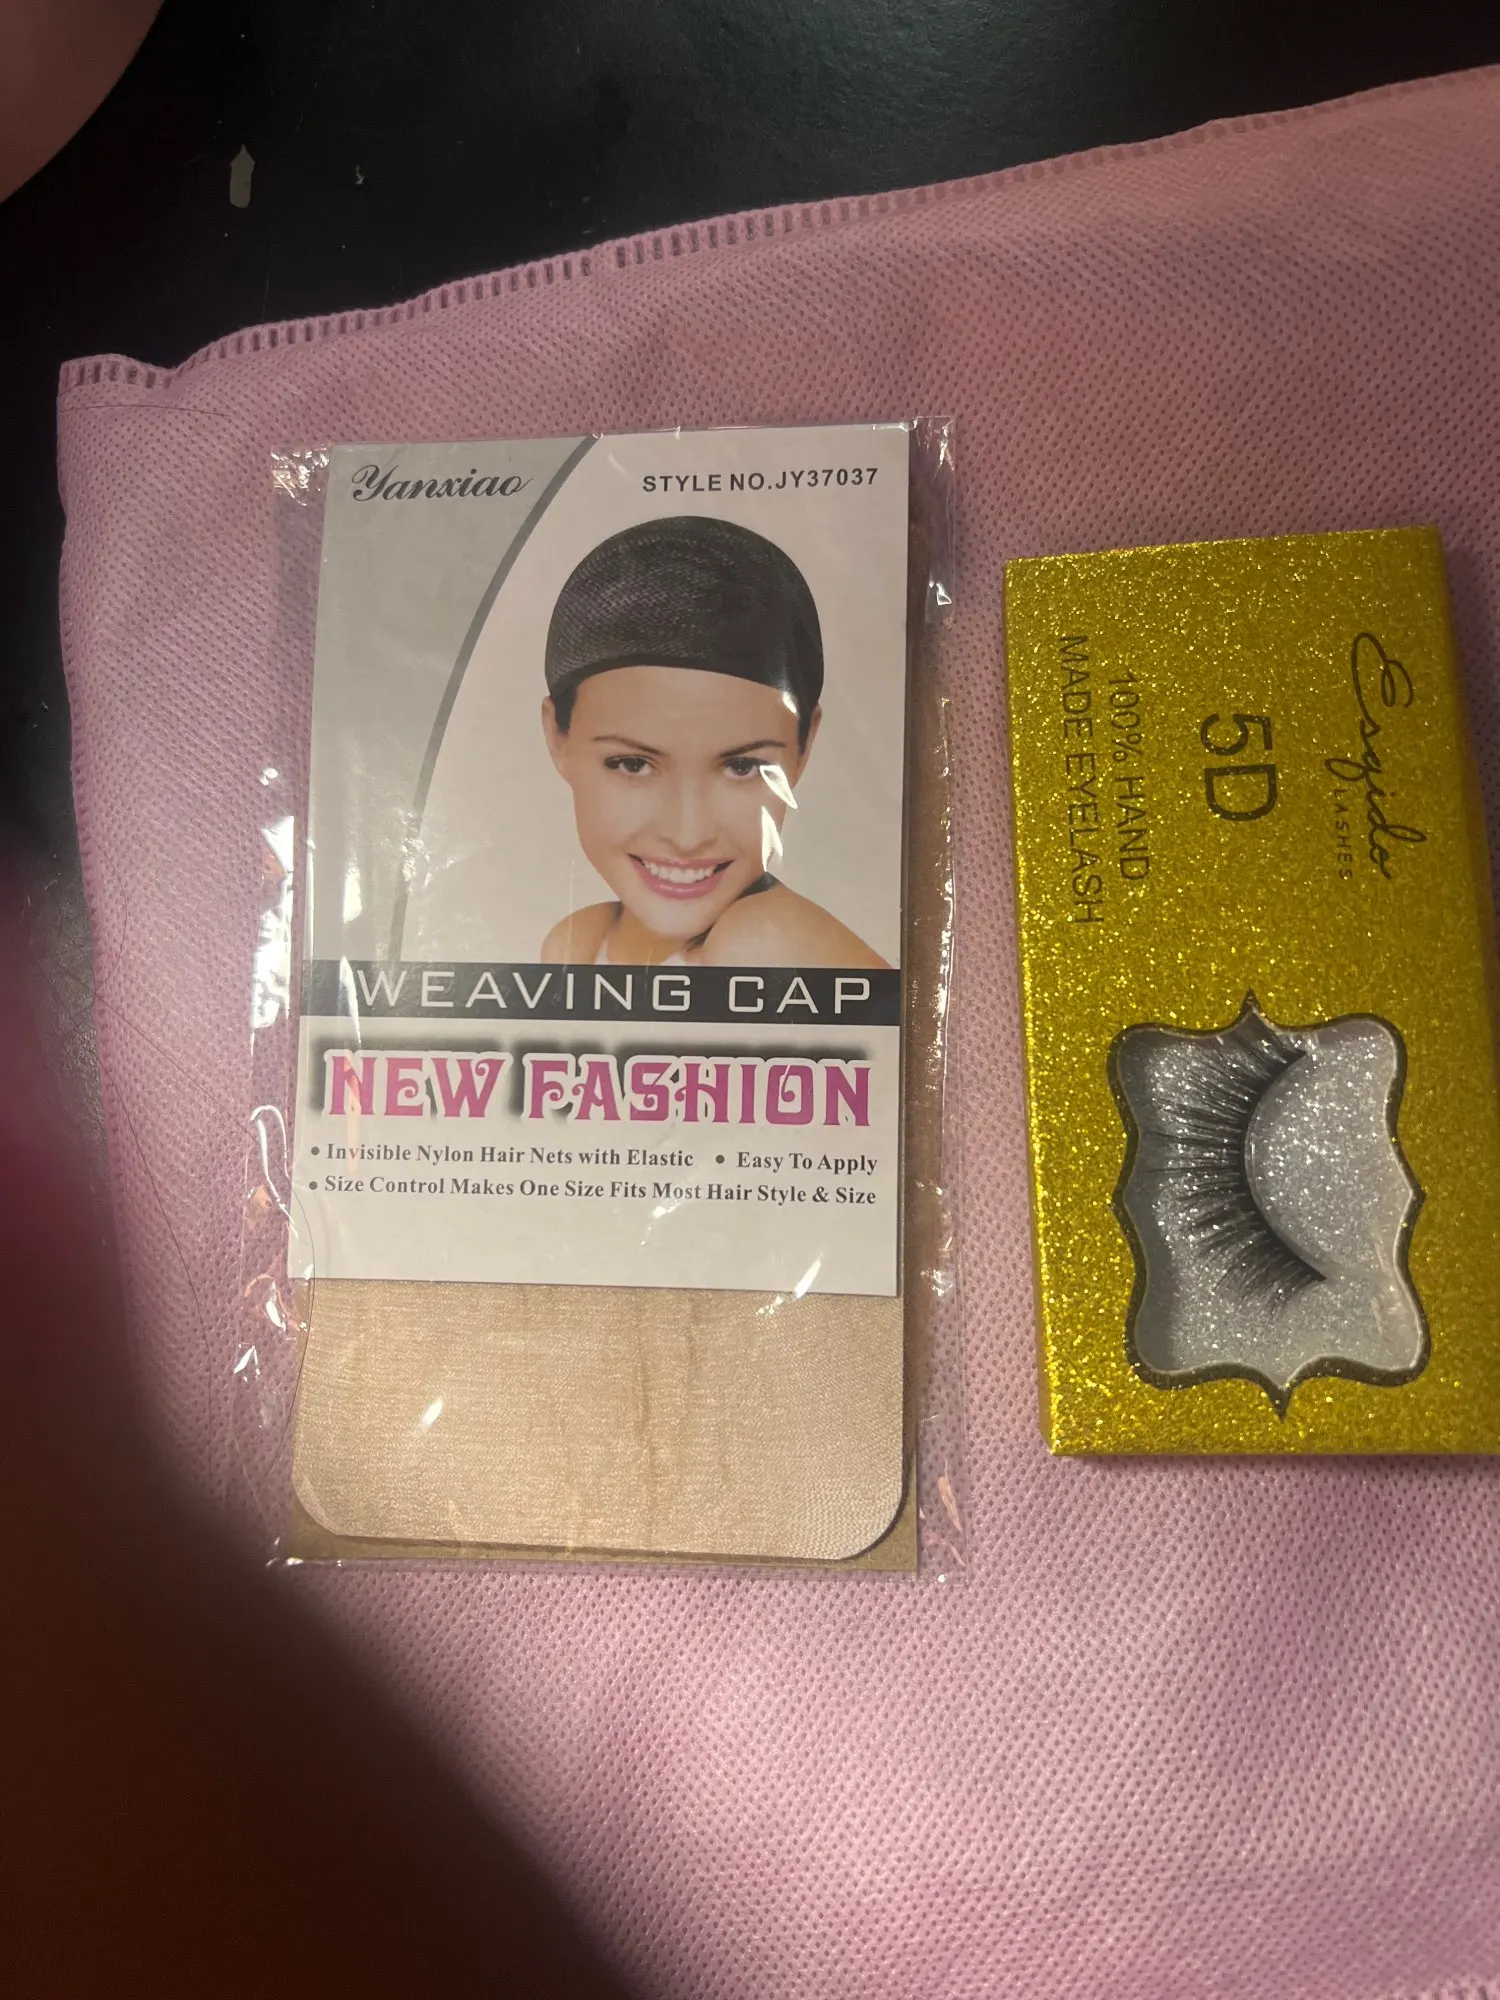 Yanxiao
STYLE NO.JY37037
WEAVING CAP
NEW FASHION
• Invisible Nylon Hair Nets with Elastic • Easy To Apply
• Size Control Makes One Size Fits Most Hair Style & Size
Esqido
LASHES
5D
100% HAND
MADE EYELASH